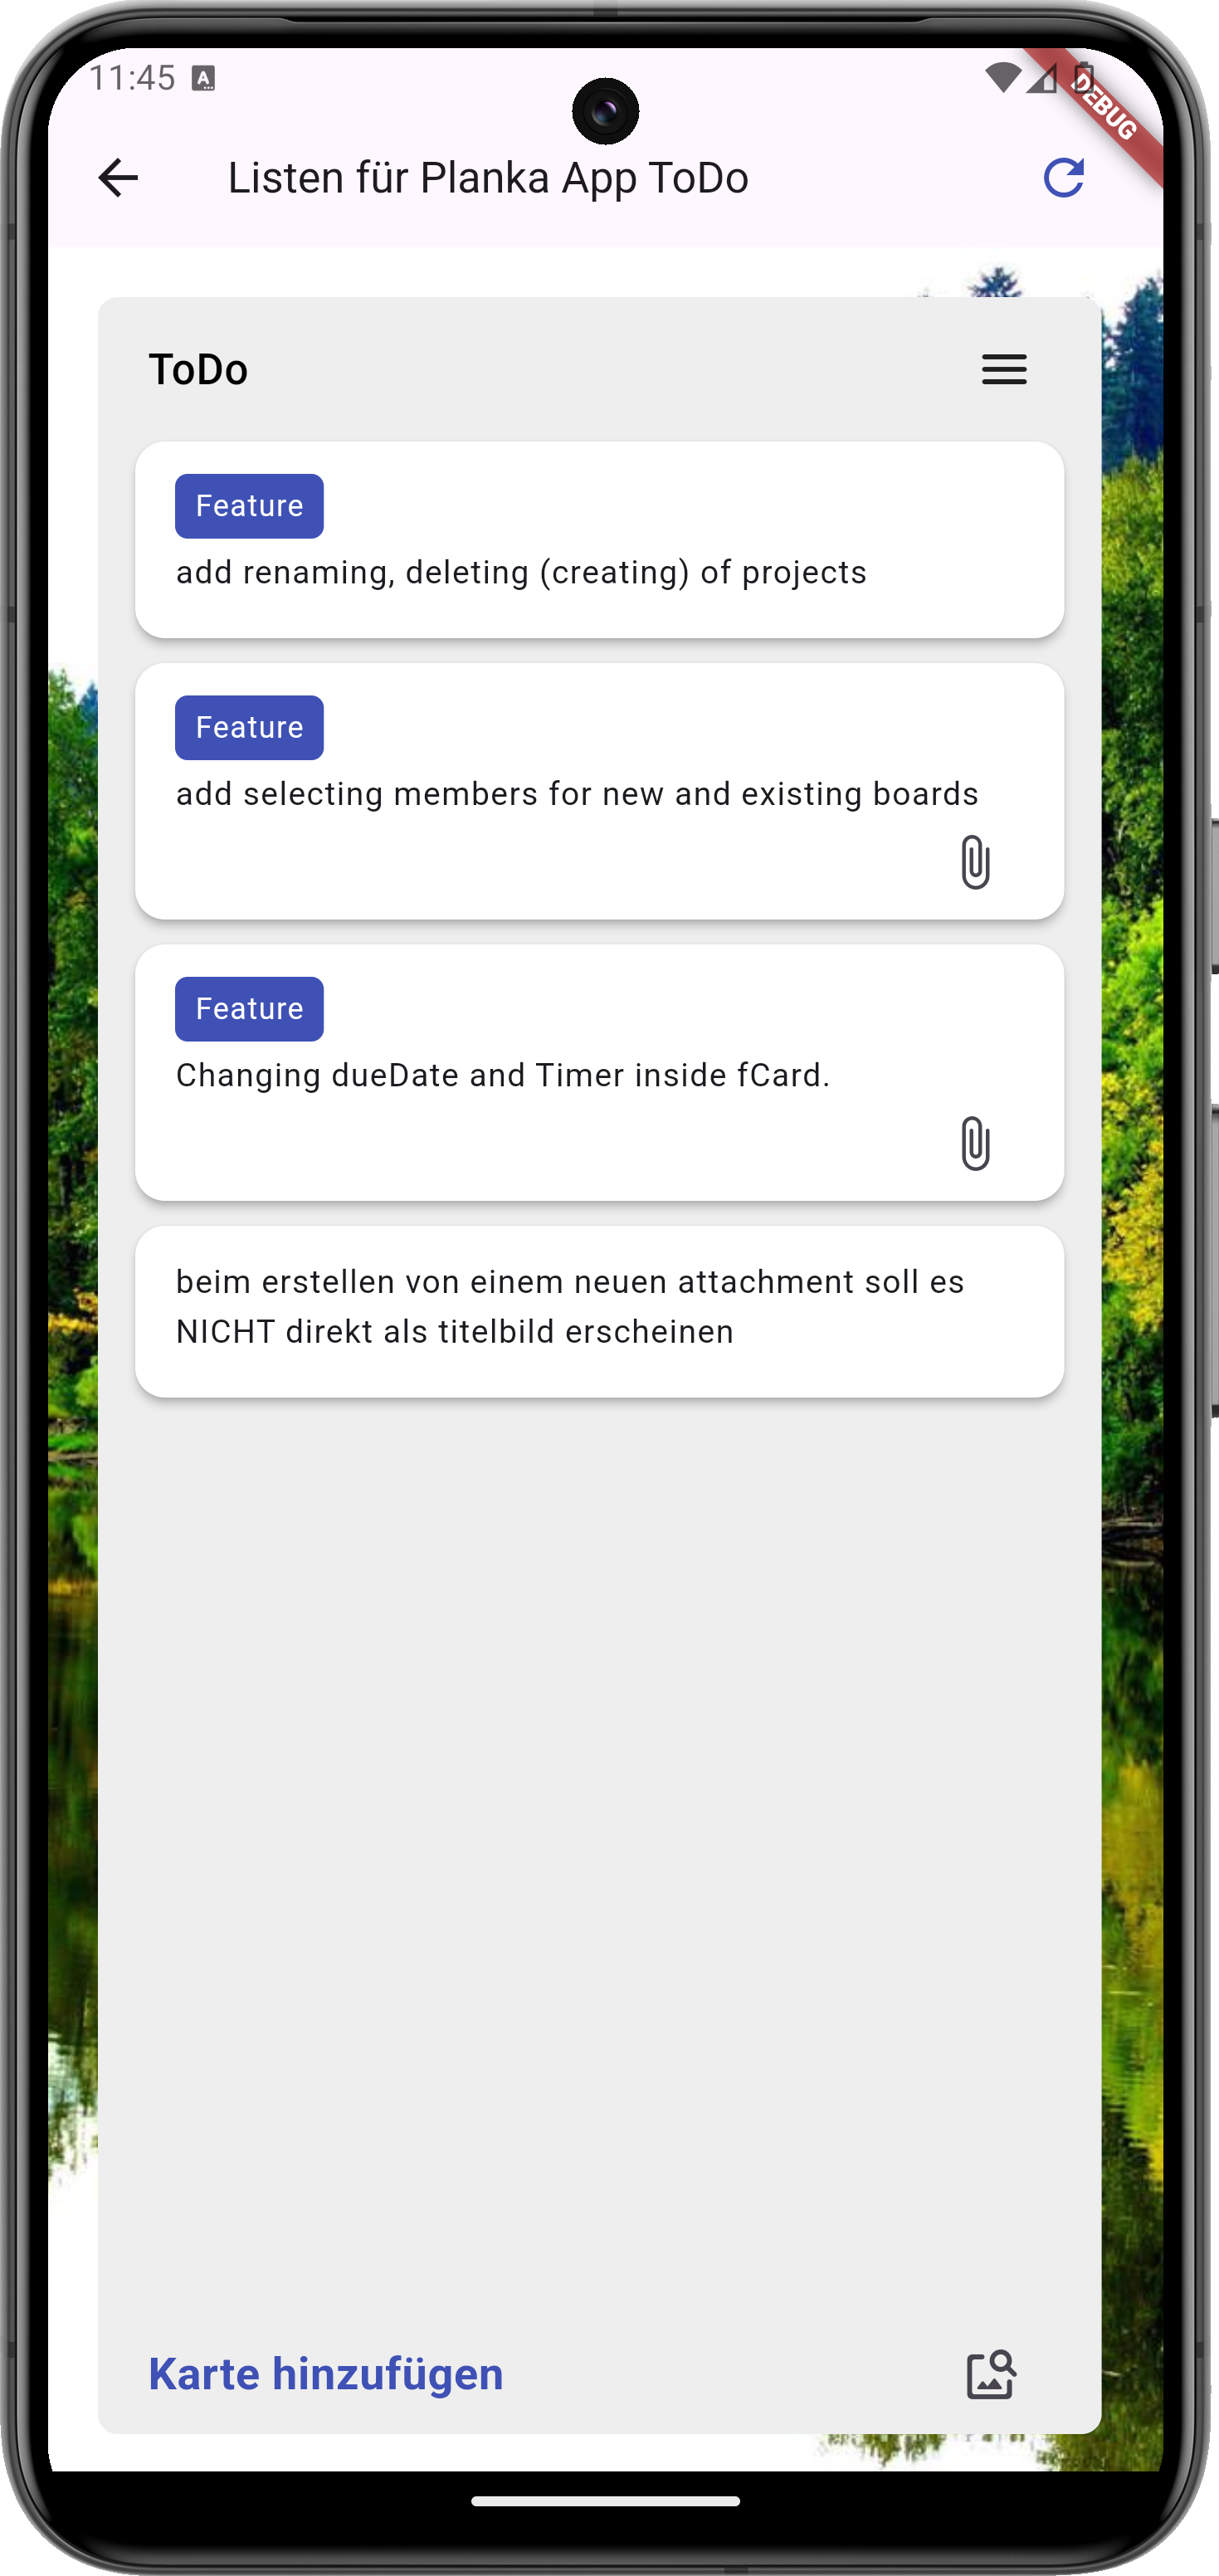 11:45
A
DEBUG
Listen für Planka App ToDo
ToDo
Feature
add renaming, deleting (creating) of projects
Feature
add selecting members for new and existing boards
Feature
Changing dueDate and Timer inside fCard.
beim erstellen von einem neuen attachment soll es
NICHT direkt als titelbild erscheinen
Karte hinzufügen